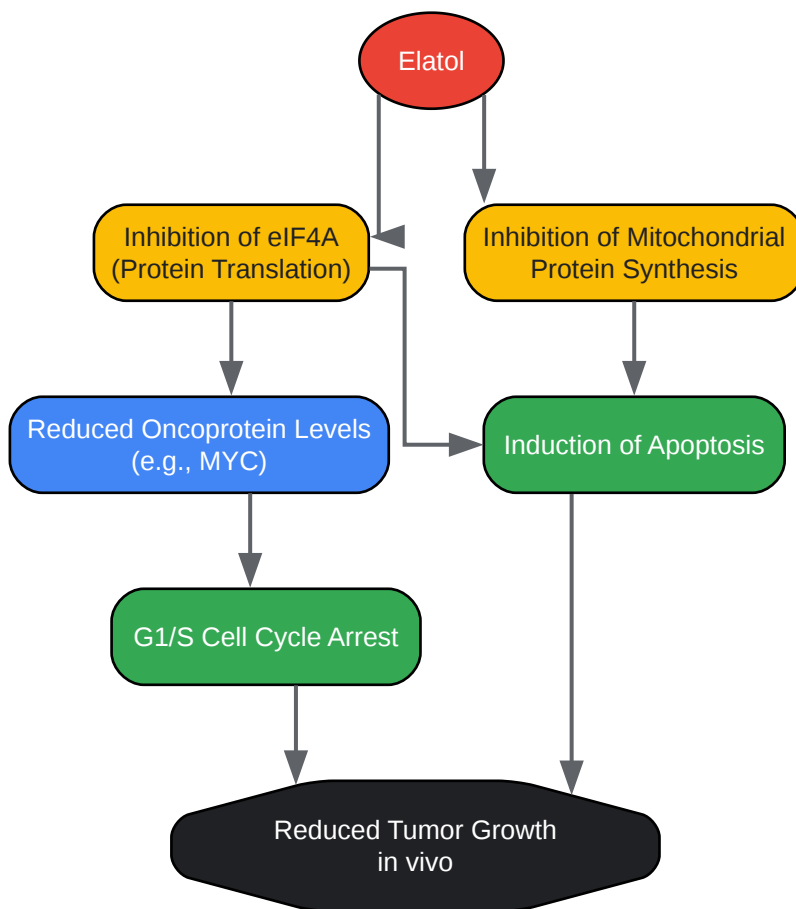 Elatol
Inhibition of eIF4A
(Protein Translation)
Inhibition of Mitochondrial
Protein Synthesis
Reduced Oncoprotein Levels
(e.g., MYC)
Induction of Apoptosis
G1/S Cell Cycle Arrest
Reduced Tumor Growth
in vivo